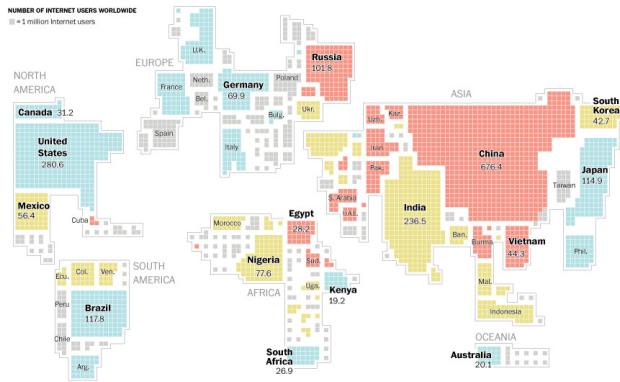 NUMBER OF INTERNET USERS WORLDWIDE
= 1 million Internet users
NORTH
AMERICA
Canada 31.2
United
States
280.6
Mexico
56.4
Cuba
SOUTH
AMERICA
Ecu.
Col.
Ven.
Peru
Brazil
117.8
Chile
Arg.
EUROPE
U.K.
France
Neth.
Bel.
Germany
69.9
Poland
Spain
Italy
Bulg.
Ukr.
Russia
101.8
AFRICA
Morocco
Egypt
28.2
Nigeria
77.6
Sud.
Uga.
Kenya
19.2
South
Africa
26.9
ASIA
Uzb.
Kaz.
Iran
Pak.
S. Arabia
U.A.E.
China
676.4
India
236.5
Ban.
Burma
Vietnam
44.3
Mal.
Indonesia
South
Korea
42.7
Japan
114.9
Taiwan
Phil.
OCEANIA
Australia
20.1